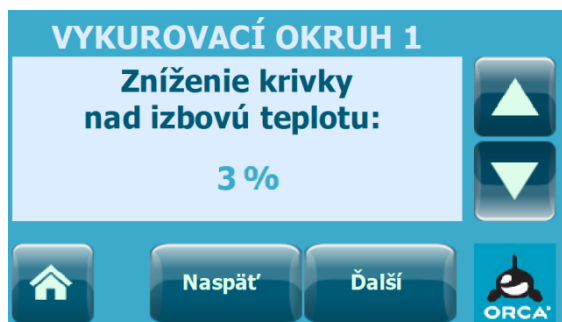 VYKUROVACÍ OKRUH 1
Zníženie krivky
nad izbovú teplotu:
3 %
Naspäť
Ďalší
ORCA